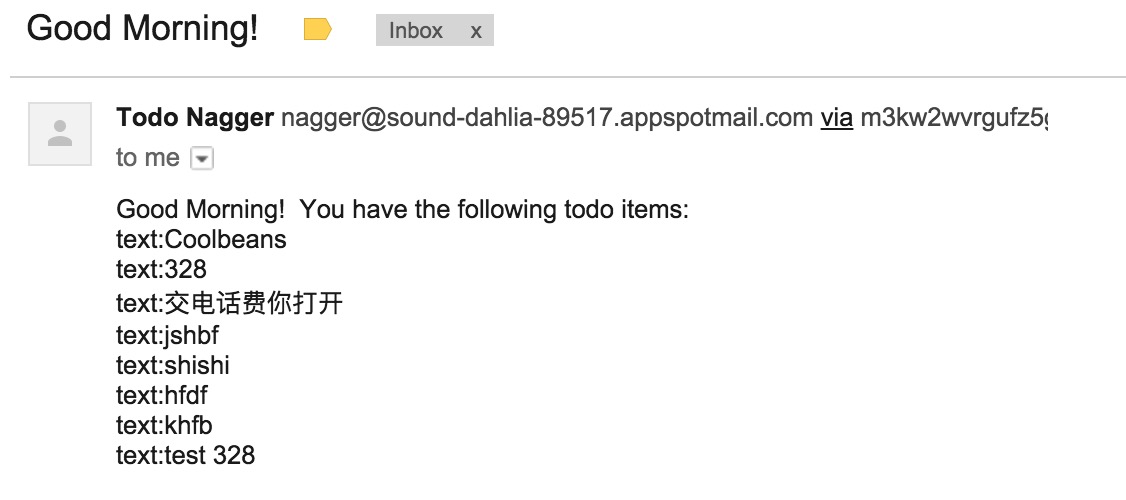 Good Morning!
Inbox x
Todo Nagger nagger@sound-dahlia-89517.appspotmail.com via m3kw2wvrgufz5
to me
Good Morning!  You have the following todo items:
text:Coolbeans
text:328
text:交电话费你打开
text:jshbf
text:shishi
text:hfdf
text:khfb
text:test 328